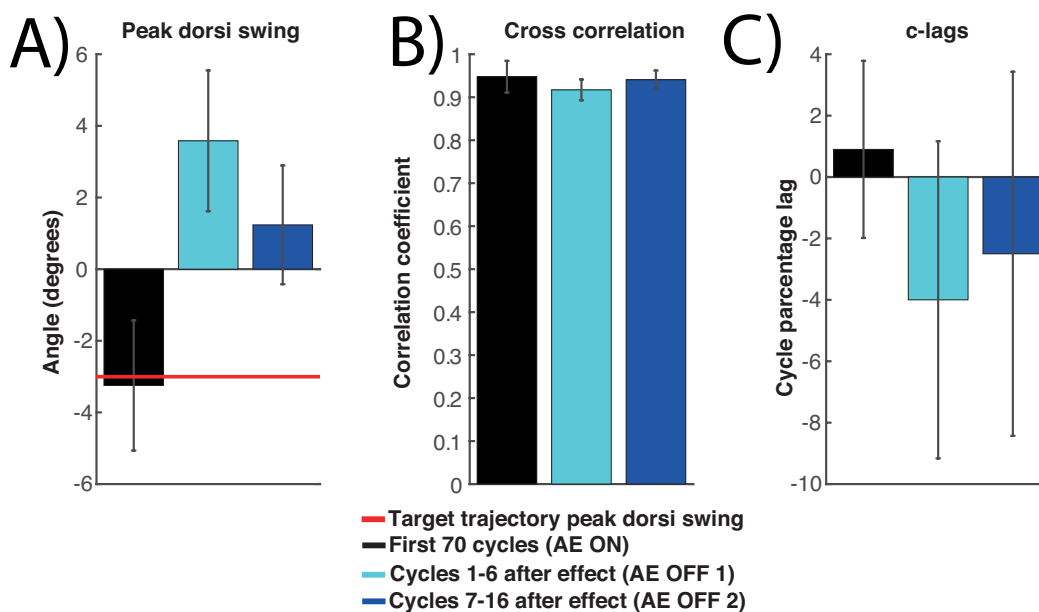 A)
Peak dorsi swing
6
4
2
0
-2
-4
-6
Angle (degrees)
B)
Cross correlation
1
0.9
0.8
0.7
0.6
0.5
0.4
0.3
0.2
0.1
0
Correlation coefficient
C)
c-lags
4
2
0
-2
-4
-6
-8
-10
Cycle parcentage lag
Target trajectory peak dorsi swing
First 70 cycles (AE ON)
Cycles 1-6 after effect (AE OFF 1)
Cycles 7-16 after effect (AE OFF 2)